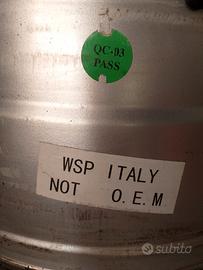 QC-03
PASS
WSP ITALY
NOT O.E.M
subito